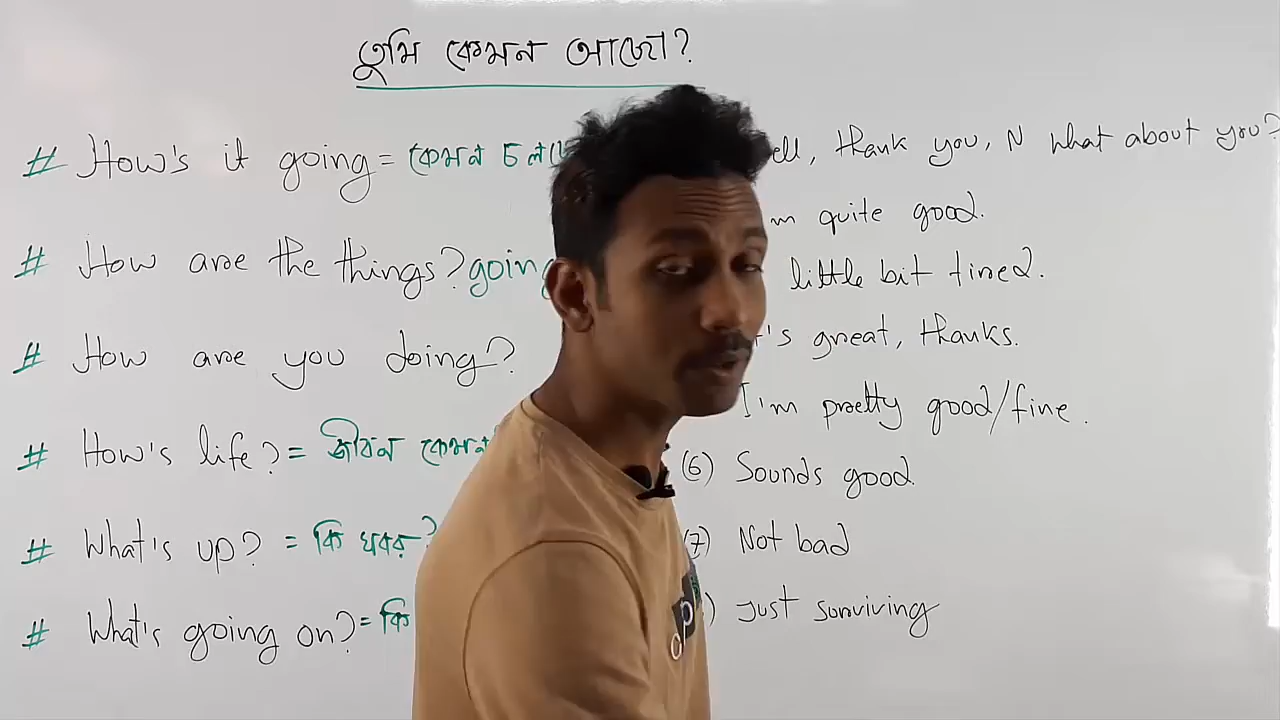 তুমি কেমন আছো?
# How's it going = কেমন
# How are the things? going
# How are you doing?
# How's life? = জীবন কেমন
# What's up? = কি খবর?
# What's going on? = কি
thank you, N what about you?
quite good.
little bit tired.
great, thanks.
I'm pretty good/fine.
(6) Sounds good
(7) Not bad
Just surviving